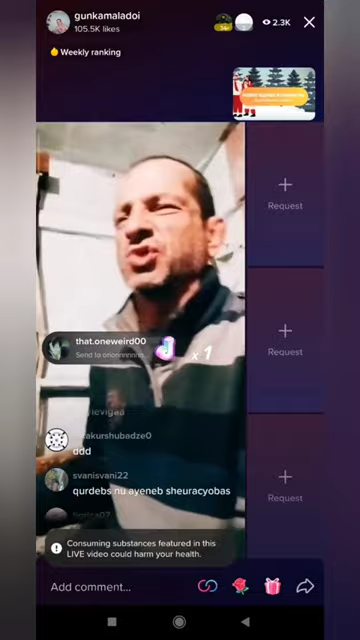 gunkamaladoi
105.5K likes
2.3K
Weekly ranking
Request
that.oneweird00
x 1
Request
ddd
svanisvani22
qurdebs nu ayeneb sheuracyobas
Request
Consuming substances featured in this
LIVE video could harm your health.
Add comment...